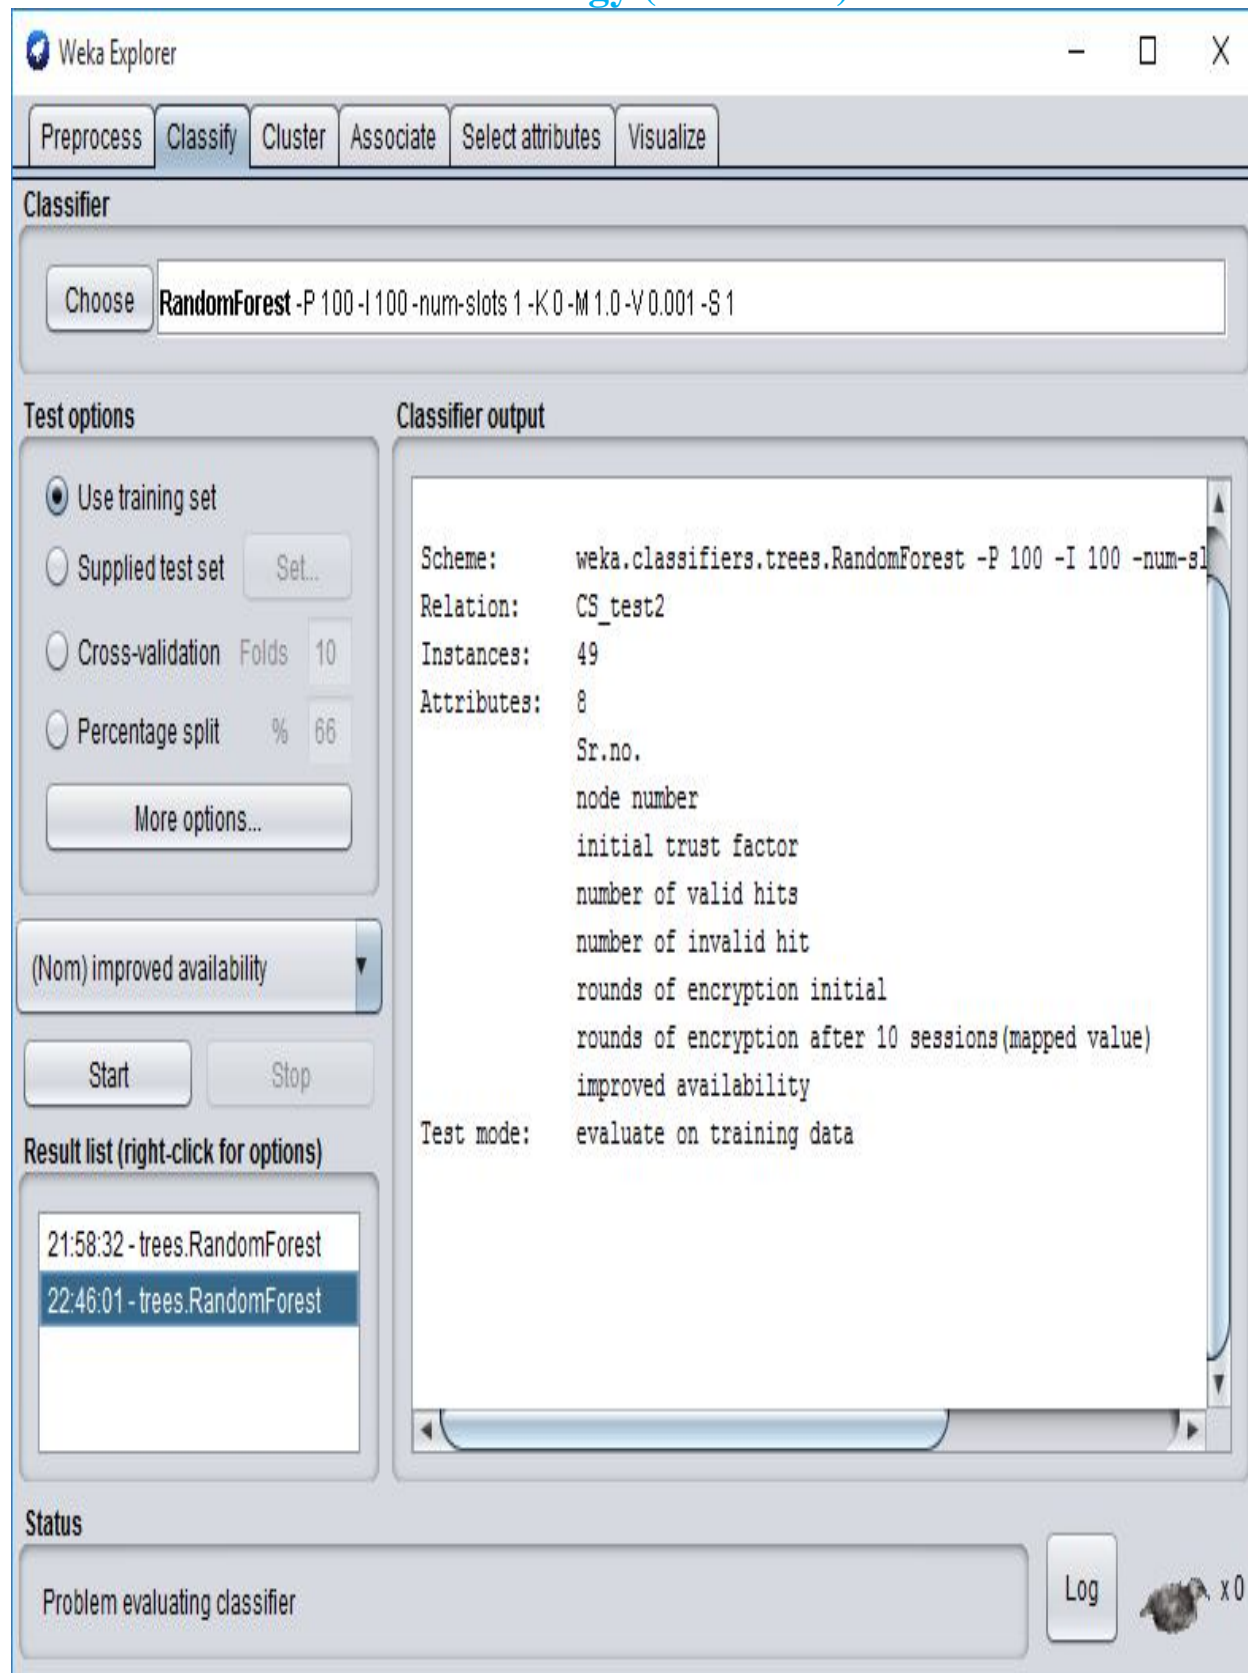 Weka Explorer
Preprocess Classify Cluster Associate Select attributes Visualize
Classifier
Choose RandomForest -P 100 -I 100 -num-slots 1 -K 0 -M 1.0 -V 0.001 -S 1
Test options
Use training set
Supplied test set Set...
Cross-validation Folds 10
Percentage split % 66
More options...
(Nom) improved availability
Start Stop
Result list (right-click for options)
21:58:32 - trees.RandomForest
22:46:01 - trees.RandomForest
Classifier output
Scheme: weka.classifiers.trees.RandomForest -P 100 -I 100 -num-sl
Relation: CS_test2
Instances: 49
Attributes: 8
Sr.no.
node number
initial trust factor
number of valid hits
number of invalid hit
rounds of encryption initial
rounds of encryption after 10 sessions(mapped value)
improved availability
Test mode: evaluate on training data
Status
Problem evaluating classifier
Log x 0